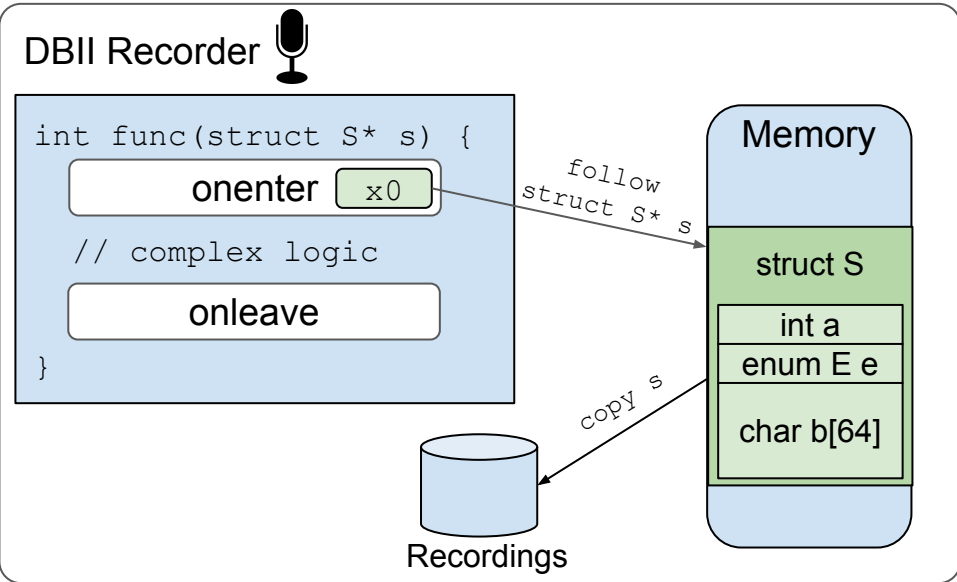 DBII Recorder
int func(struct S* s) {
onenter x0
// complex logic
onleave
}
follow
struct S* s
Memory
struct S
int a
enum E e
char b[64]
copy s
Recordings